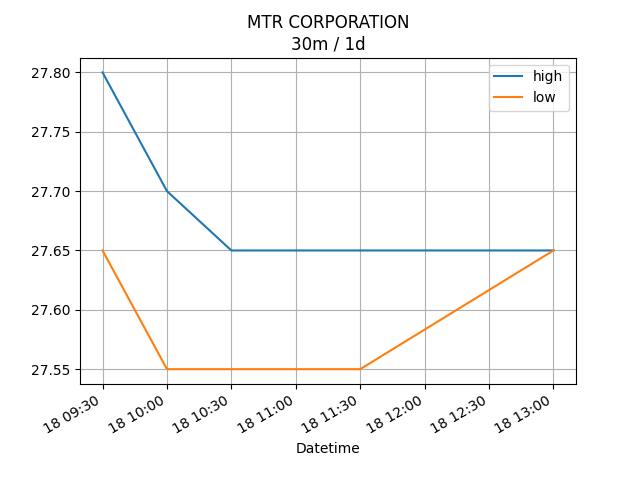 MTR CORPORATION
30m / 1d
high
low
27.80
27.75
27.70
27.65
27.60
27.55
18 09:30
18 10:00
18 10:30
18 11:00
18 11:30
18 12:00
18 12:30
18 13:00
Datetime